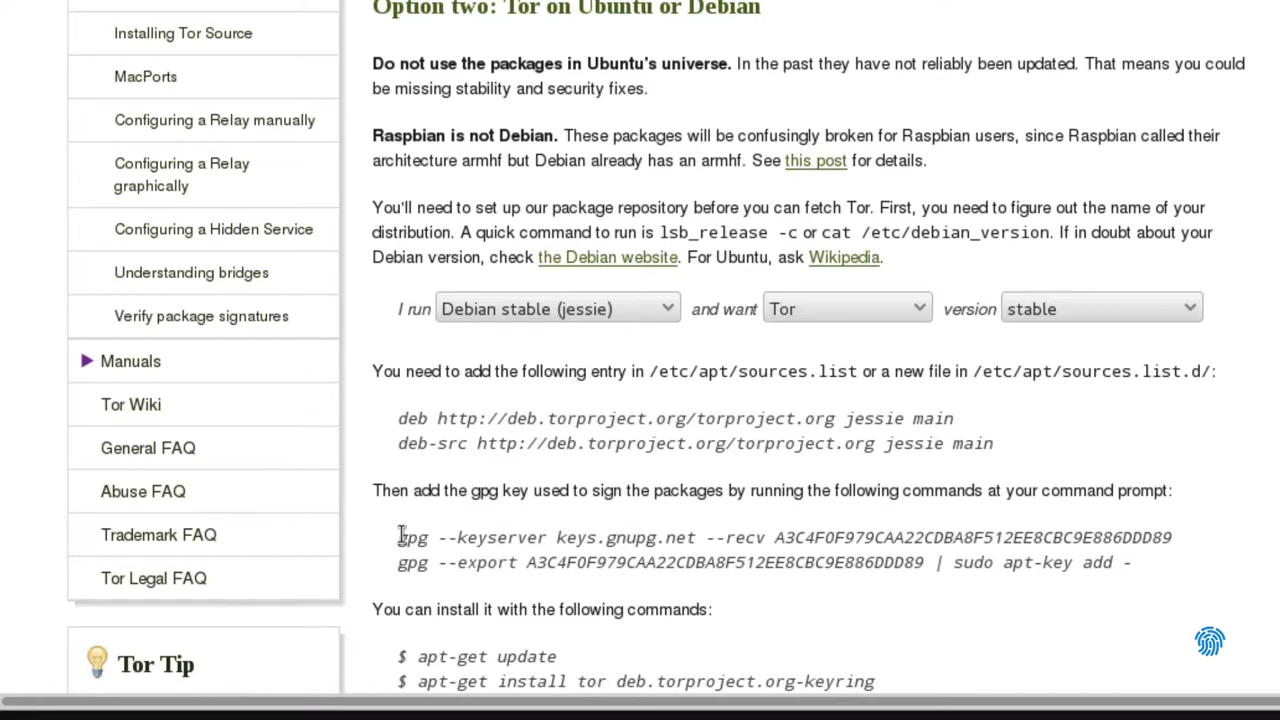 Installing Tor Source
MacPorts
Configuring a Relay manually
Configuring a Relay
graphically
Configuring a Hidden Service
Understanding bridges
Verify package signatures
Manuals
Tor Wiki
General FAQ
Abuse FAQ
Trademark FAQ
Tor Legal FAQ
Tor Tip
Option two: Tor on Ubuntu or Debian
Do not use the packages in Ubuntu's universe. In the past they have not reliably been updated. That means you could
be missing stability and security fixes.
Raspbian is not Debian. These packages will be confusingly broken for Raspbian users, since Raspbian called their
architecture armhf but Debian already has an armhf. See this post for details.
You'll need to set up our package repository before you can fetch Tor. First, you need to figure out the name of your
distribution. A quick command to run is lsb_release -c or cat /etc/debian_version. If in doubt about your
Debian version, check the Debian website. For Ubuntu, ask Wikipedia.
I run Debian stable (jessie) and want Tor version stable
You need to add the following entry in /etc/apt/sources.list or a new file in /etc/apt/sources.list.d/:
deb http://deb.torproject.org/torproject.org jessie main
deb-src http://deb.torproject.org/torproject.org jessie main
Then add the gpg key used to sign the packages by running the following commands at your command prompt:
gpg --keyserver keys.gnupg.net --recv A3C4F0F979CAA22CDBA8F512EE8CBC9E886DDD89
gpg --export A3C4F0F979CAA22CDBA8F512EE8CBC9E886DDD89 | sudo apt-key add -
You can install it with the following commands:
$ apt-get update
$ apt-get install tor deb.torproject.org-keyring